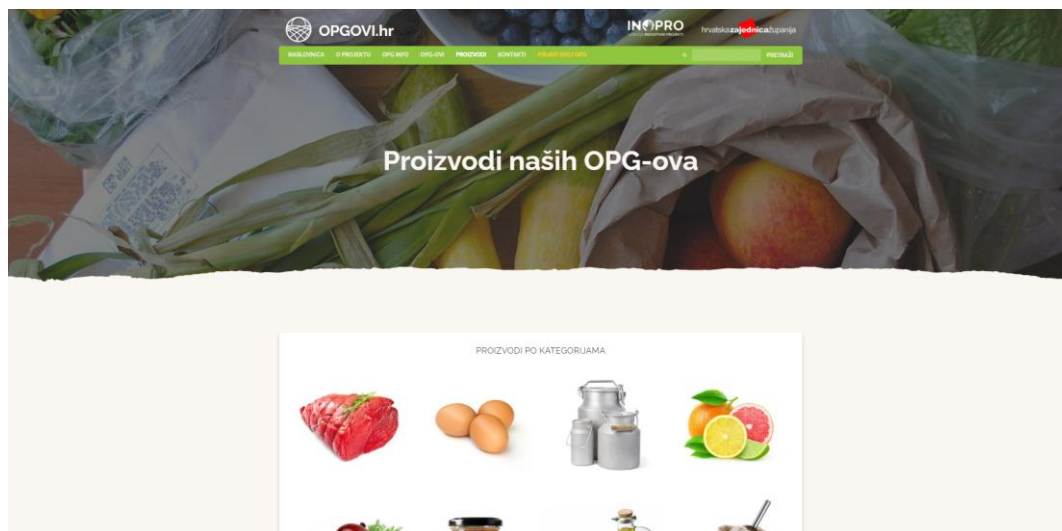 OPGOVI.hr
INOPRO
hrvatskazajednicažupanija
NASLOVNICA O PROJEKTU OPG INFO OPG-OVI PROIZVODI KONTAKTI PRIJAVI SVOJ OPG PRETRAŽI
Proizvodi naših OPG-ova
PROIZVODI PO KATEGORIJAMA